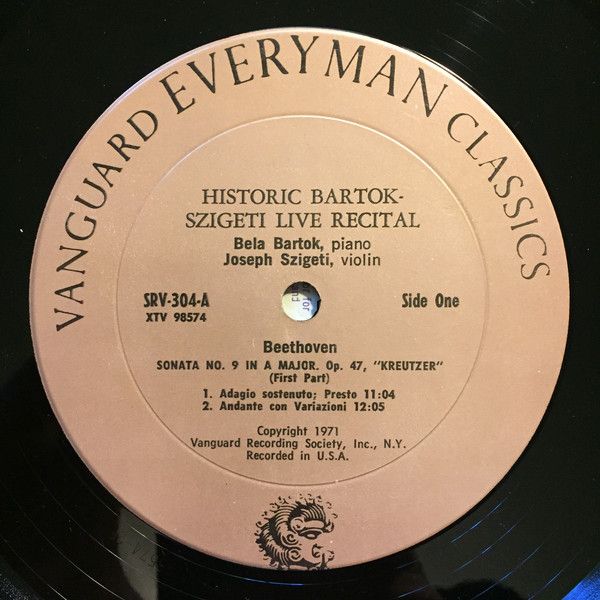 VANGUARD EVERYMAN CLASSICS
HISTORIC BARTOK-
SZIGETI LIVE RECITAL
Bela Bartok, piano
Joseph Szigeti, violin
SRV-304-A
XTV 98574
Side One
Beethoven
SONATA NO. 9 IN A MAJOR. Op. 47, "KREUTZER"
(First Part)
1. Adagio sostenuto; Presto 11:04
2. Andante con Variazioni 12:05
Copyright 1971
Vanguard Recording Society, Inc., N.Y.
Recorded in U.S.A.